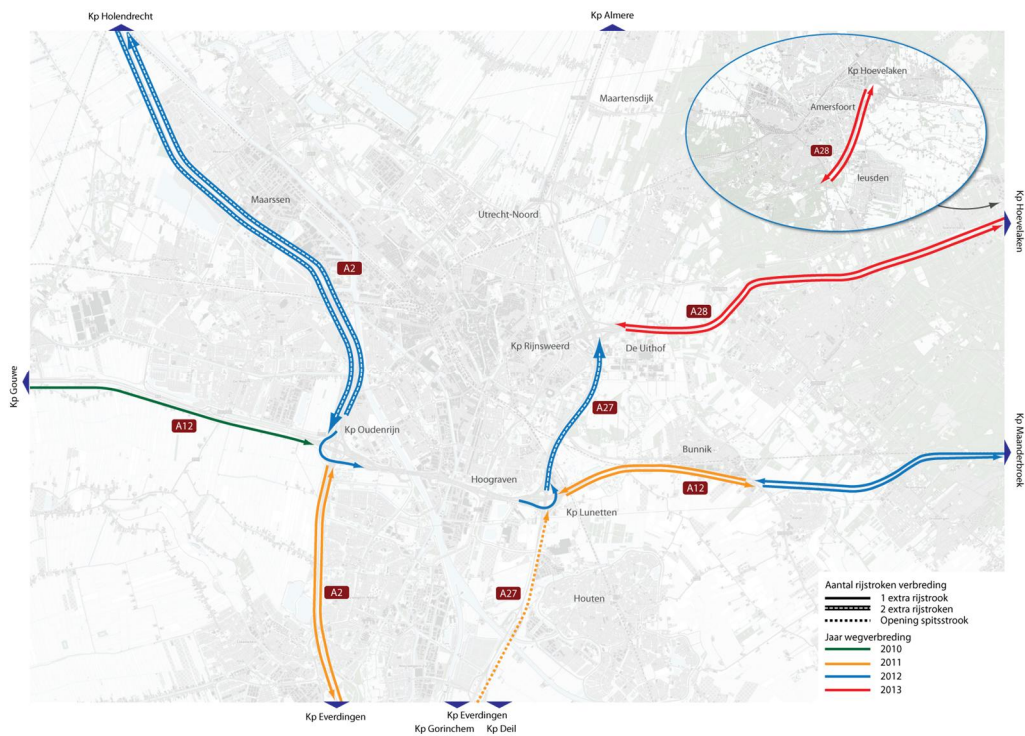 Kp Holendrecht
Kp Almere
Kp Hoevelaken
Maartensdijk
Amersfoort
A28
leusden
Maarssen
Utrecht-Noord
Kp Hoevelaken
A2
A28
Kp Rijnsweerd
De Uithof
Kp Gouwe
A27
A12
Kp Oudenrijn
Bunnik
Kp Maanderbroek
Hoograven
A12
Kp Lunetten
A2
A27
Houten
Aantal rijstroken verbreding
1 extra rijstrook
2 extra rijstroken
Opening spitsstrook
Jaar wegverbreding
2010
2011
2012
2013
Kp Everdingen
Kp Everdingen
Kp Gorinchem
Kp Deil